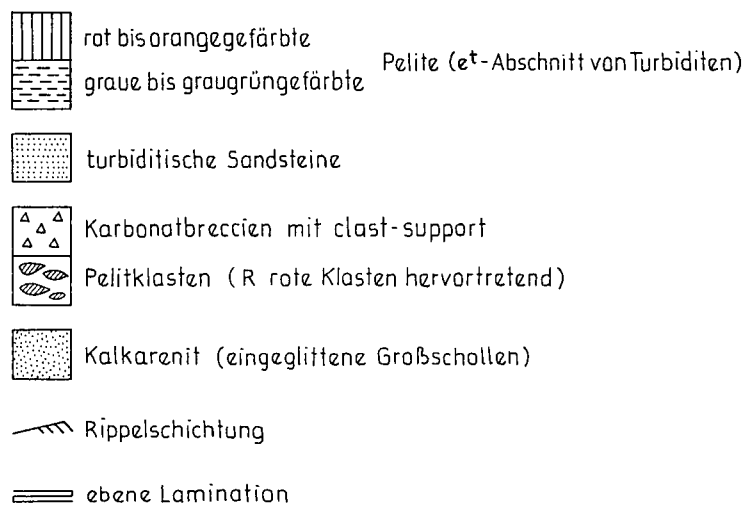 rot bis orangegefärbte
Pelite (eᵗ-Abschnitt von Turbiditen)
graue bis graugrüngefärbte
turbiditische Sandsteine
Karbonatbreccien mit clast-support
Pelitklasten (R rote Klasten hervortretend)
Kalkarenit (eingeglittene Großschollen)
Rippelschichtung
ebene Lamination